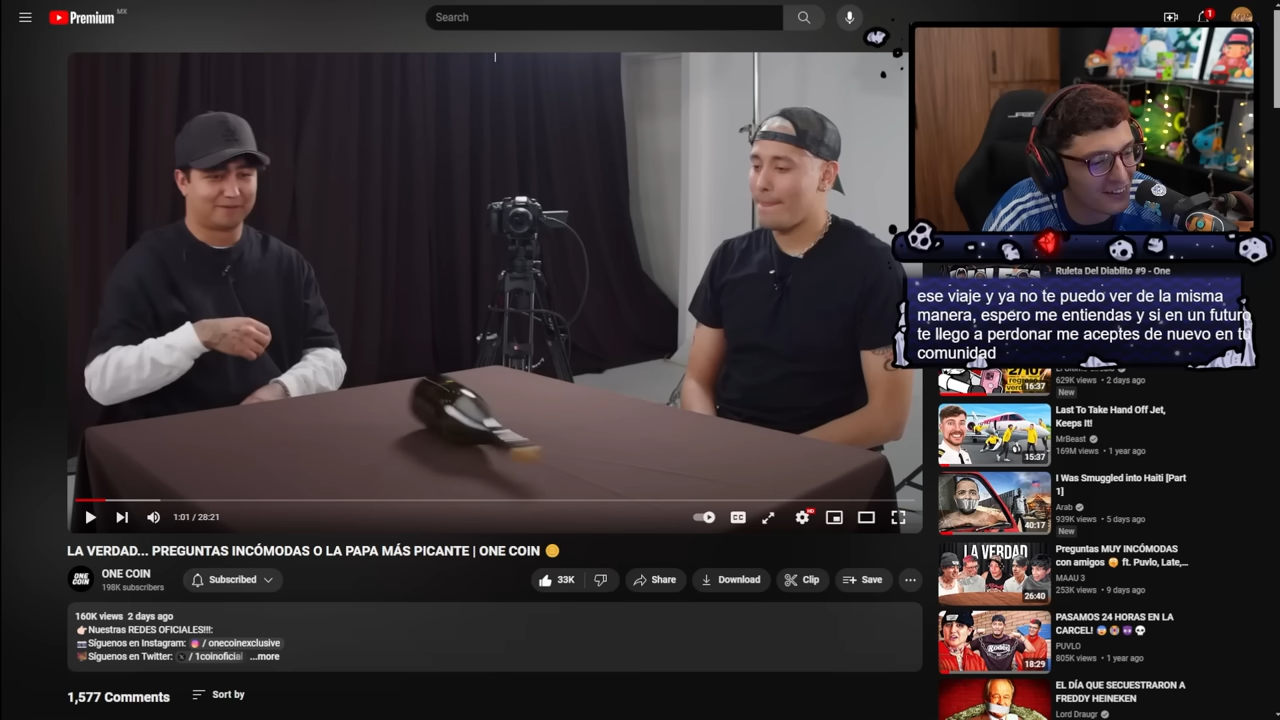 Premium MX
Search
1
1:01 / 28:21
HD
LA VERDAD... PREGUNTAS INCÓMODAS O LA PAPA MÁS PICANTE | ONE COIN
ONE COIN
ONE COIN
198K subscribers
Subscribed
33K
Share
Download
Clip
Save
160K views 2 days ago
Nuestras REDES OFICIALES!!!:
Síguenos en Instagram: / onecoinexclusive
Síguenos en Twitter: / 1coinoficial ...more
1,577 Comments
Sort by
Ruleta Del Diablito #9 - One
ese viaje y ya no te puedo ver de la misma
manera, espero me entiendas y si en un futuro
te llego a perdonar me aceptes de nuevo en tu
comunidad
629K views • 2 days ago
New
16:37
Last To Take Hand Off Jet,
Keeps It!
MrBeast
169M views • 1 year ago
15:37
I Was Smuggled into Haiti [Part
1]
Arab
939K views • 5 days ago
New
40:17
LA VERDAD
Preguntas MUY INCÓMODAS
con amigos ft. Puvlo, Late,...
MAAU 3
253K views • 9 days ago
26:40
PASAMOS 24 HORAS EN LA
CARCEL!
PUVLO
805K views • 1 year ago
18:29
EL DÍA QUE SECUESTRARON A
FREDDY HEINEKEN
Lord Draugr